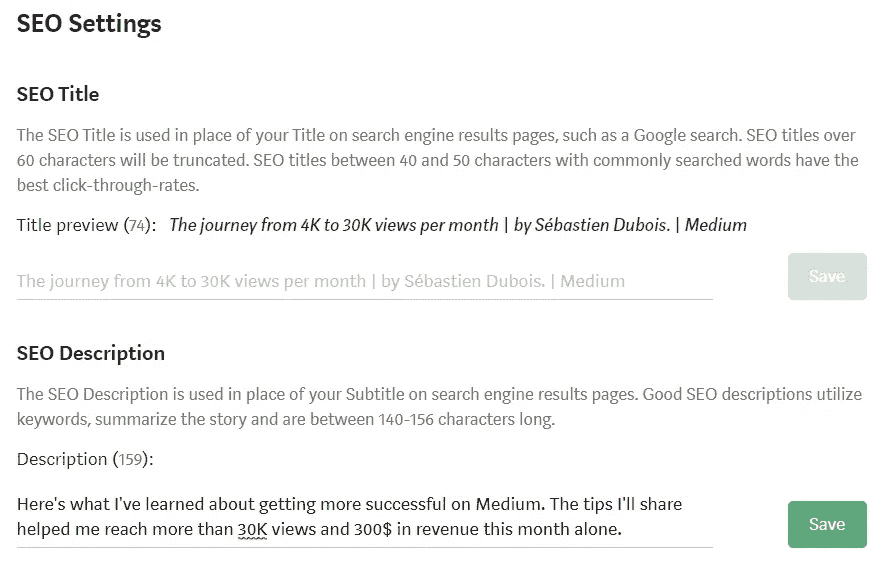 SEO Settings
SEO Title
The SEO Title is used in place of your Title on search engine results pages, such as a Google search. SEO titles over
60 characters will be truncated. SEO titles between 40 and 50 characters with commonly searched words have the
best click-through-rates.
Title preview (74): The journey from 4K to 30K views per month | by Sébastien Dubois. | Medium
The journey from 4K to 30K views per month | by Sébastien Dubois. | Medium
Save
SEO Description
The SEO Description is used in place of your Subtitle on search engine results pages. Good SEO descriptions utilize
keywords, summarize the story and are between 140-156 characters long.
Description (159):
Here's what I've learned about getting more successful on Medium. The tips I'll share
helped me reach more than 30K views and 300$ in revenue this month alone.
Save